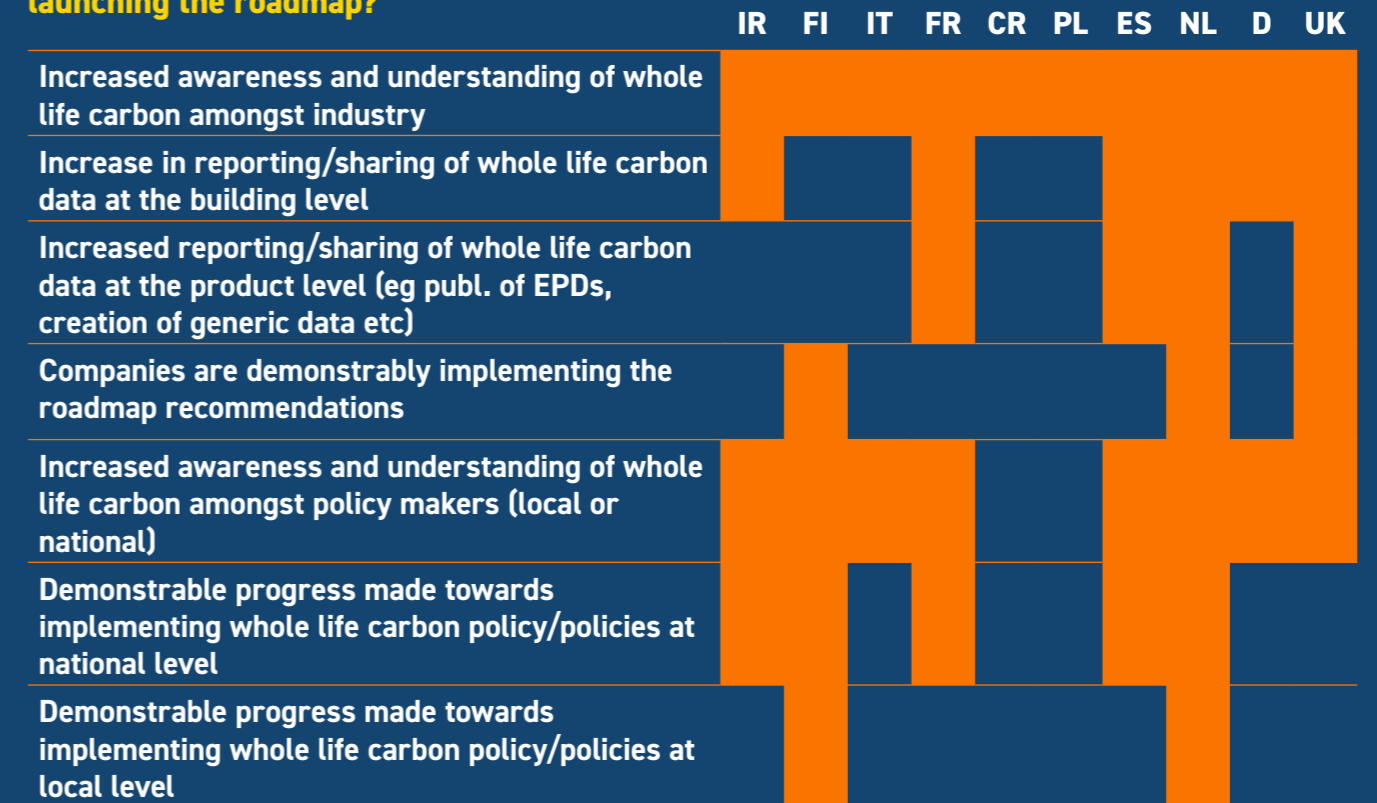 launching the roadmap?
IR FI IT FR CR PL ES NL D UK
Increased awareness and understanding of whole
life carbon amongst industry
Increase in reporting/sharing of whole life carbon
data at the building level
Increased reporting/sharing of whole life carbon
data at the product level (eg publ. of EPDs,
creation of generic data etc)
Companies are demonstrably implementing the
roadmap recommendations
Increased awareness and understanding of whole
life carbon amongst policy makers (local or
national)
Demonstrable progress made towards
implementing whole life carbon policy/policies at
national level
Demonstrable progress made towards
implementing whole life carbon policy/policies at
local level